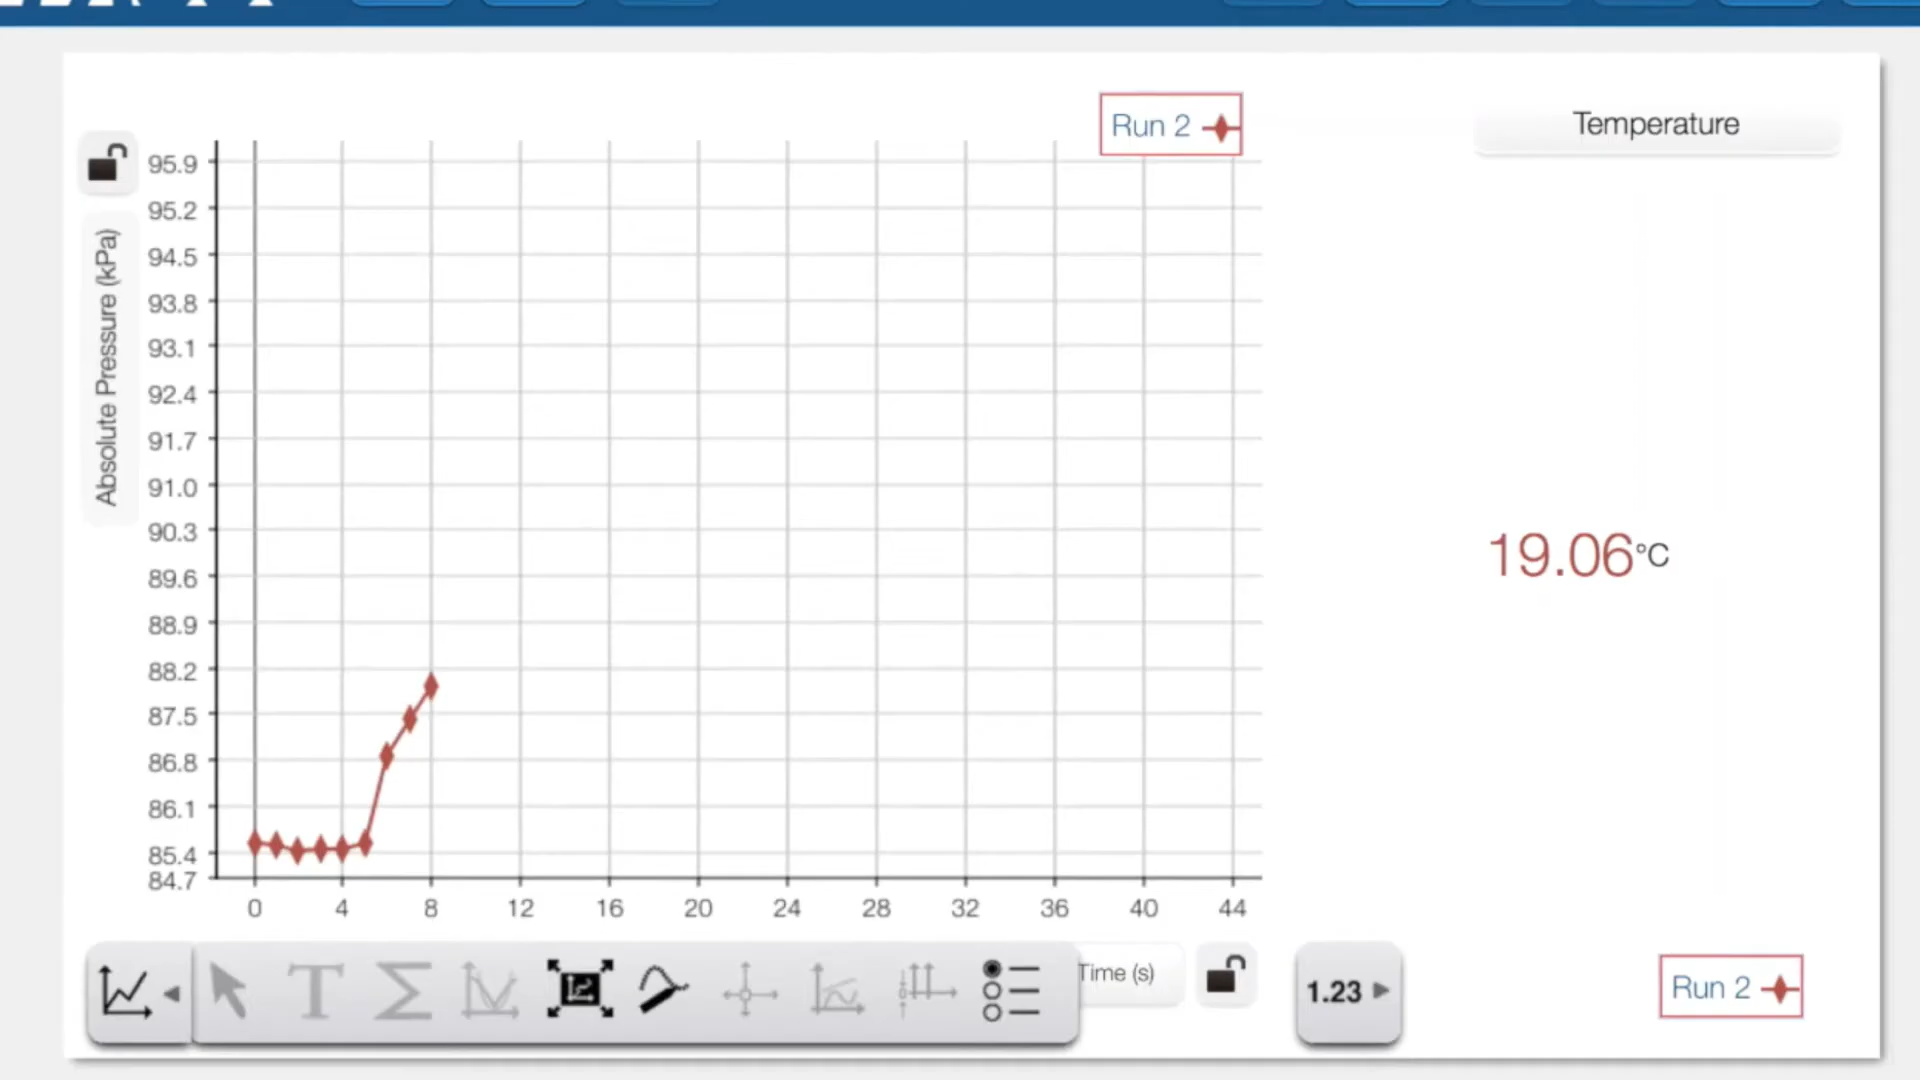 Run 2
Temperature
95.9
95.2
94.5
93.8
93.1
92.4
91.7
91.0
90.3
89.6
88.9
88.2
87.5
86.8
86.1
85.4
84.7
Absolute Pressure (kPa)
19.06°C
0 4 8 12 16 20 24 28 32 36 40 44
Time (s)
T
1.23
Run 2